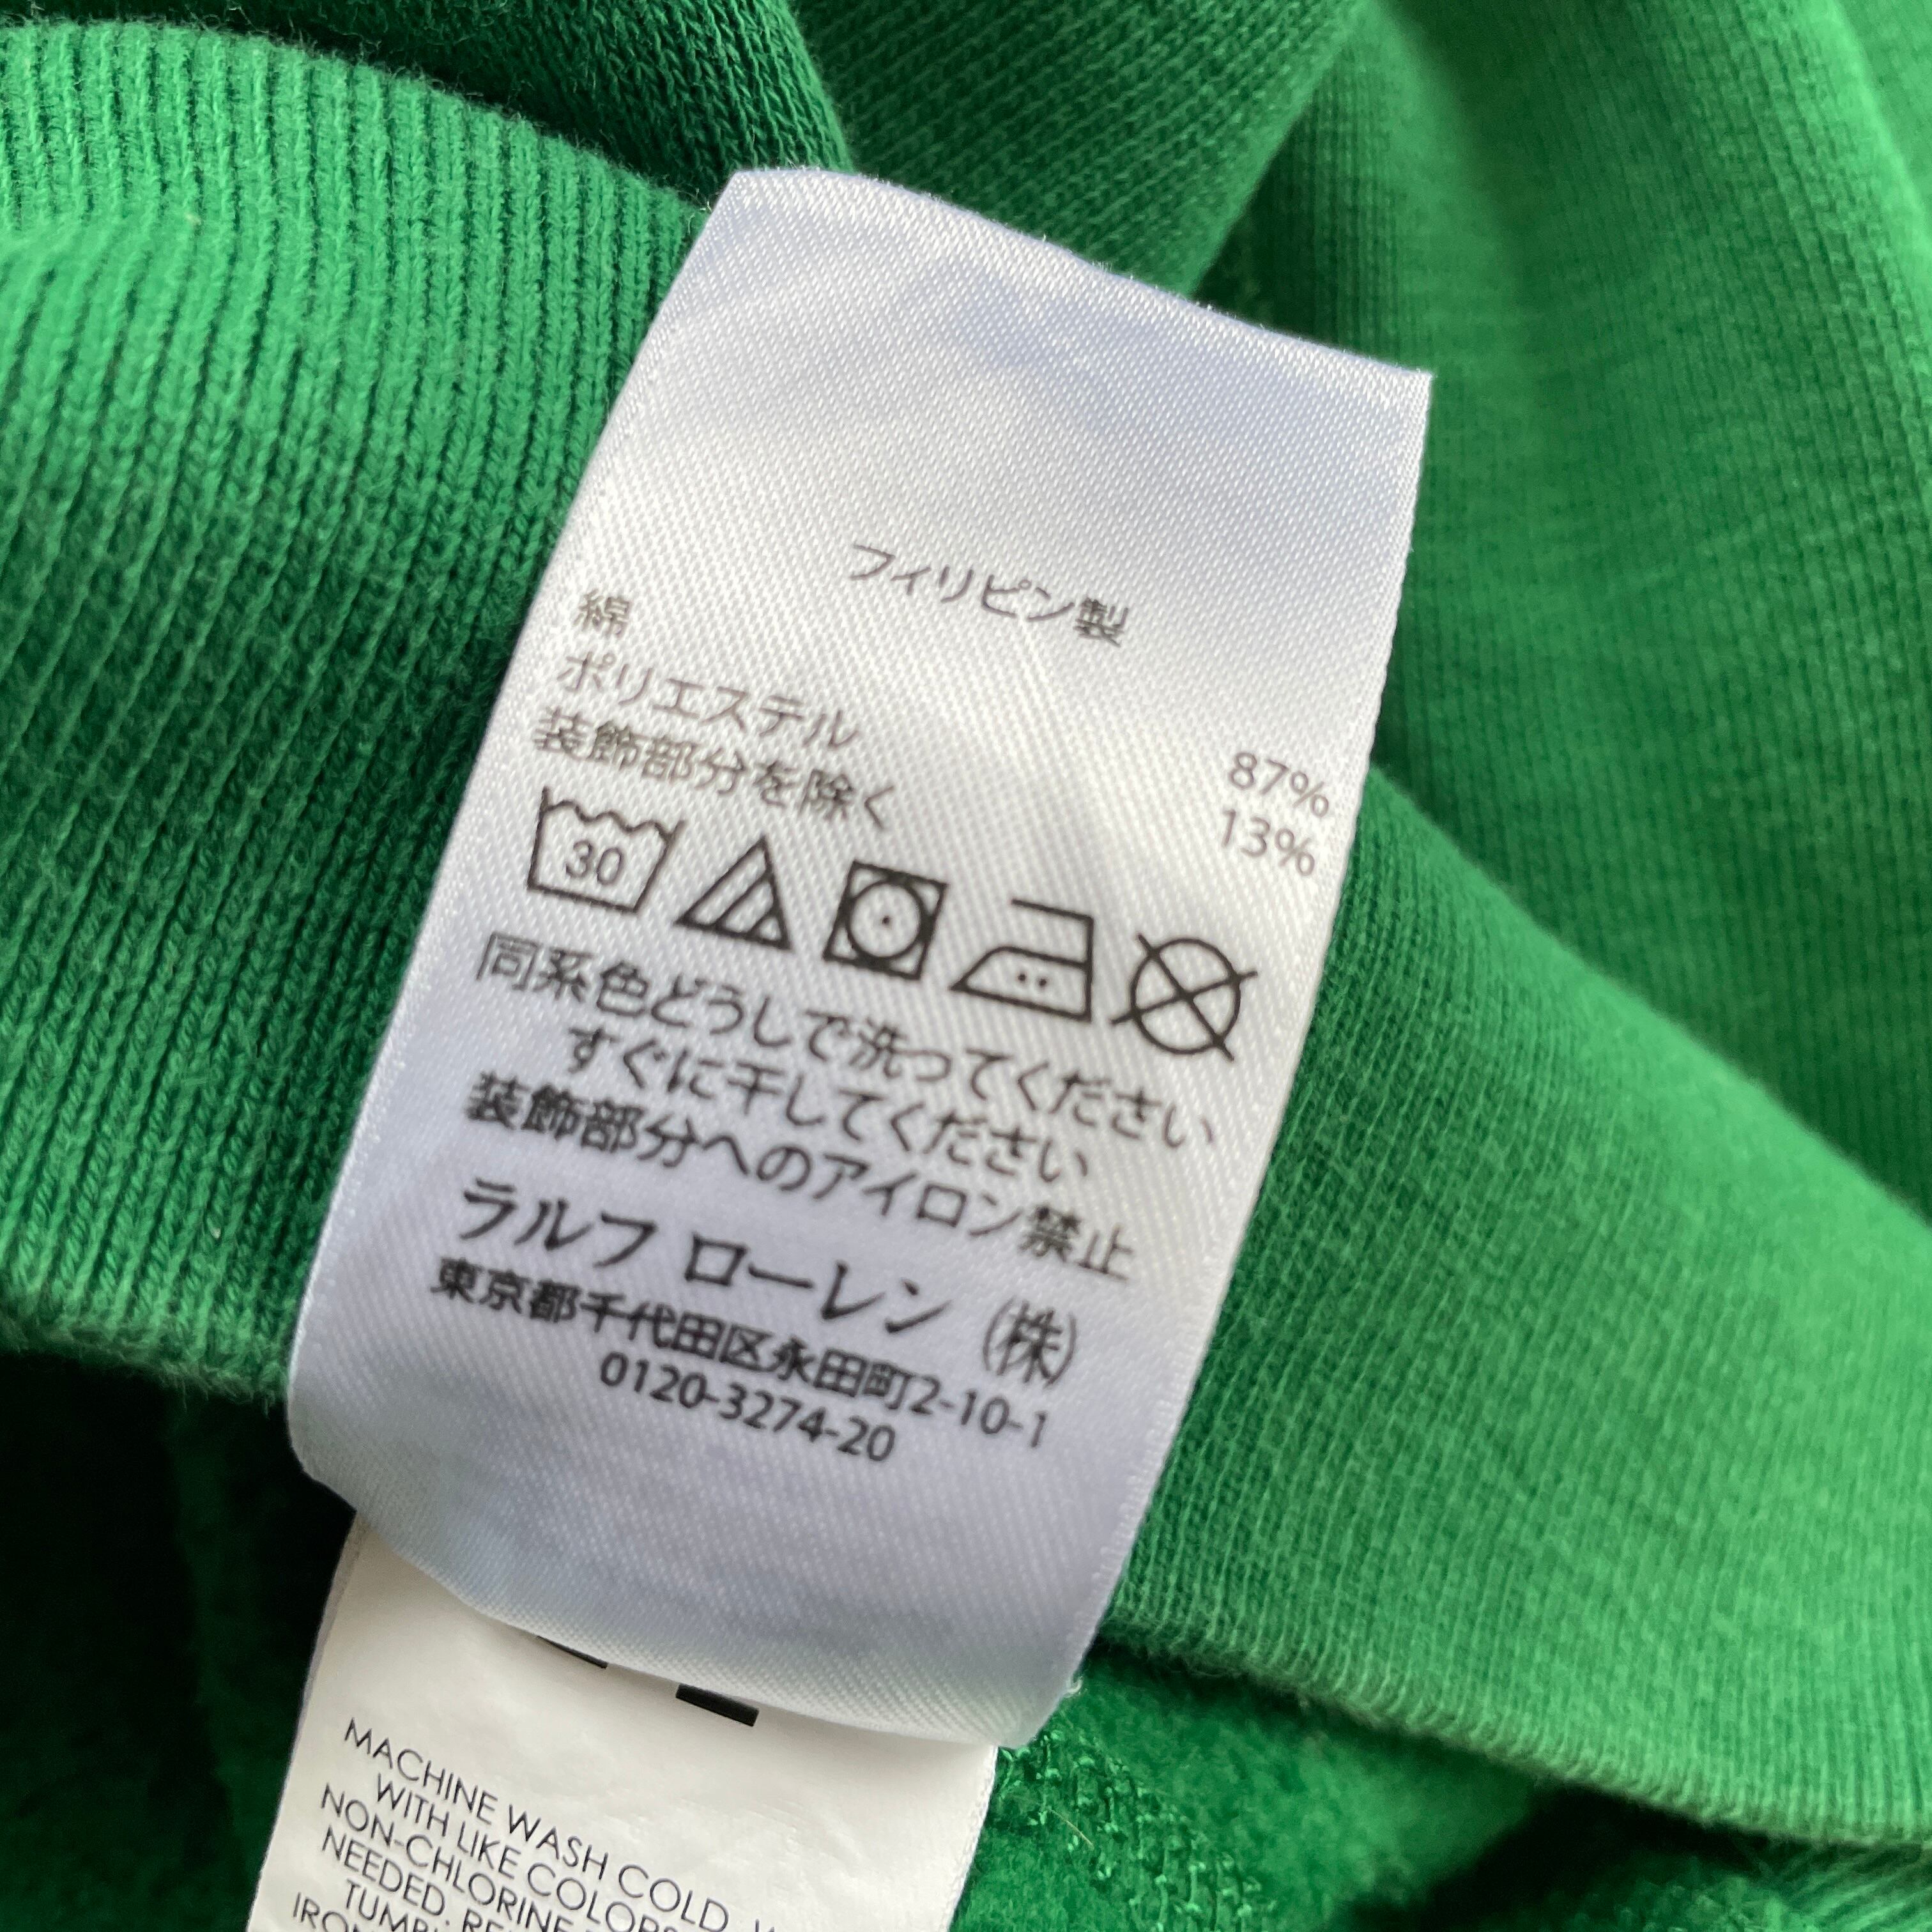 フィリピン製
綿 87%
ポリエステル 13%
装飾部分を除く
30
同系色どうしで洗ってください
すぐに干してください
装飾部分へのアイロン禁止
ラルフ ローレン (株)
東京都千代田区永田町2-10-1
0120-3274-20
MACHINE WASH COLD
WITH LIKE COLORS
NON-CHLORINE
NEEDED.